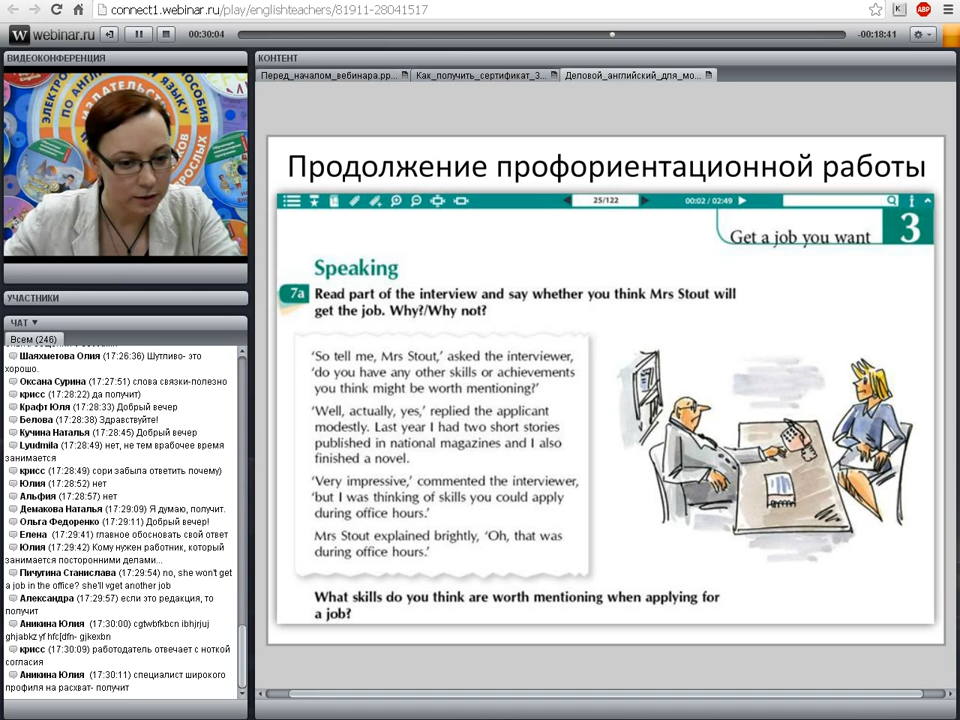 connect1.webinar.ru/play/englishteachers/81911-28041517
webinar.ru
00:30:04
-00:18:41
ВИДЕОКОНФЕРЕНЦИЯ
ЭЛЕКТРО
ПОСОБИЯ
ПО АНГЛ
ЯЗЫКУ
ИЗДАТЕЛЬСТВ
РОСЛЫХ
УЧАСТНИКИ
ЧАТ
Всем (246)
Шаяхметова Олия (17:26:36) Шутливо- это
хорошо.
Оксана Сурина (17:27:51) слова связки-полезно
крисс (17:28:22) да получит)
Крафт Юля (17:28:33) Добрый вечер
Белова (17:28:38) Здравствуйте!
Кучина Наталья (17:28:45) Добрый вечер
Lyudmila (17:28:49) нет, не тем врабочее время
занимается
крисс (17:28:49) сори забыла ответить почему)
Юлия (17:28:52) нет
Альфия (17:28:57) нет
Демакова Наталья (17:29:09) Я думаю, получит.
Ольга Федоренко (17:29:11) Добрый вечер!
Елена (17:29:41) главное обосновать свой ответ
Юлия (17:29:42) Кому нужен работник, который
занимается посторонними делами...
Пичугина Станислава (17:29:54) no, she won't get
a job in the office? she'll vget another job
Александра (17:29:57) если это редакция, то
получит
Аникина Юлия (17:30:00) cgtwbfkbcn ibhjrjuj
ghjabkz yf hfc[dfn- gjkexbn
крисс (17:30:09) работодатель отвечает с ноткой
согласия
Аникина Юлия (17:30:11) специалист широкого
профиля на расхват- получит
КОНТЕНТ
Перед_началом_вебинара.pp...
Как_получить_сертификат_3...
Деловой_английский_для_мо...
Продолжение профориентационной работы
25/122
00:02 / 02:49
Get a job you want
3
Speaking
7a Read part of the interview and say whether you think Mrs Stout will
get the job. Why?/Why not?
‘So tell me, Mrs Stout,’ asked the interviewer,
‘do you have any other skills or achievements
you think might be worth mentioning?’
‘Well, actually, yes,’ replied the applicant
modestly. Last year I had two short stories
published in national magazines and I also
finished a novel.
‘Very impressive,’ commented the interviewer,
‘but I was thinking of skills you could apply
during office hours.’
Mrs Stout explained brightly, ‘Oh, that was
during office hours.’
What skills do you think are worth mentioning when applying for
a job?